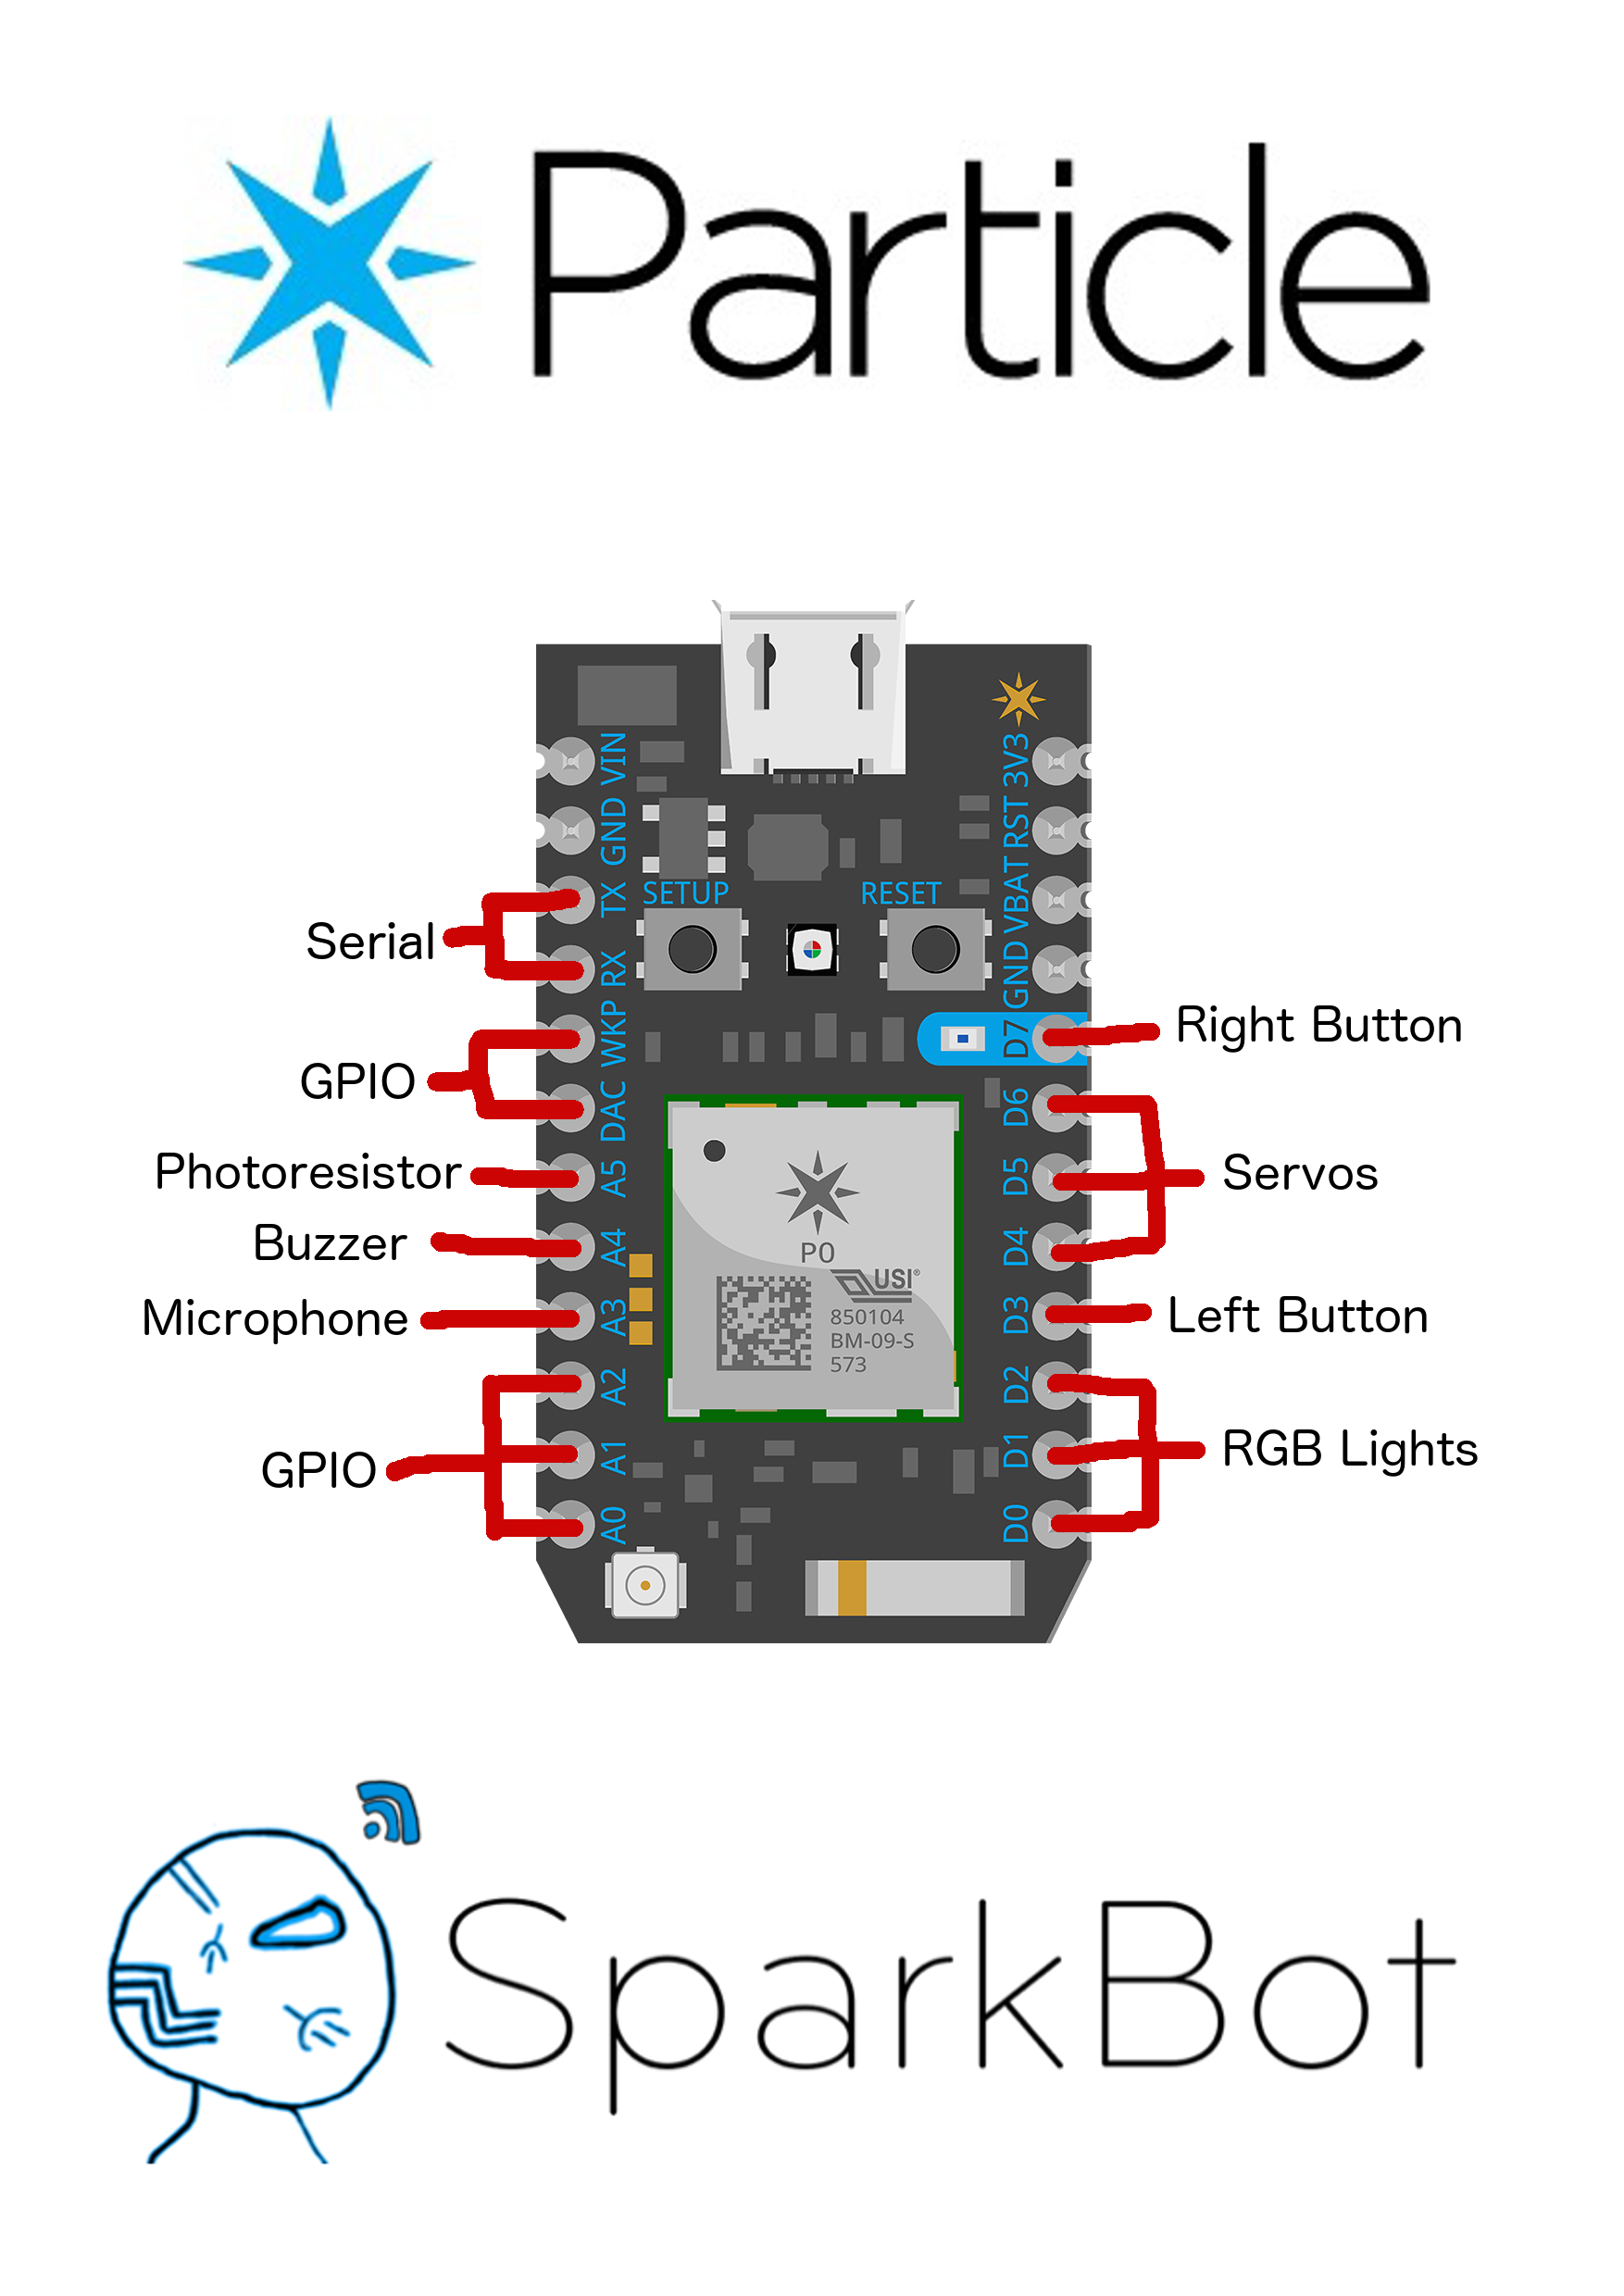 Particle
VIN
GND
TX
RX
WKP
DAC
A5
A4
A3
A2
A1
A0
3V3
RST
VBAT
GND
D7
D6
D5
D4
D3
D2
D1
D0
SETUP
RESET
Serial
GPIO
Photoresistor
Buzzer
Microphone
GPIO
Right Button
Servos
Left Button
RGB Lights
P0
USI®
850104
BM-09-S
573
SparkBot